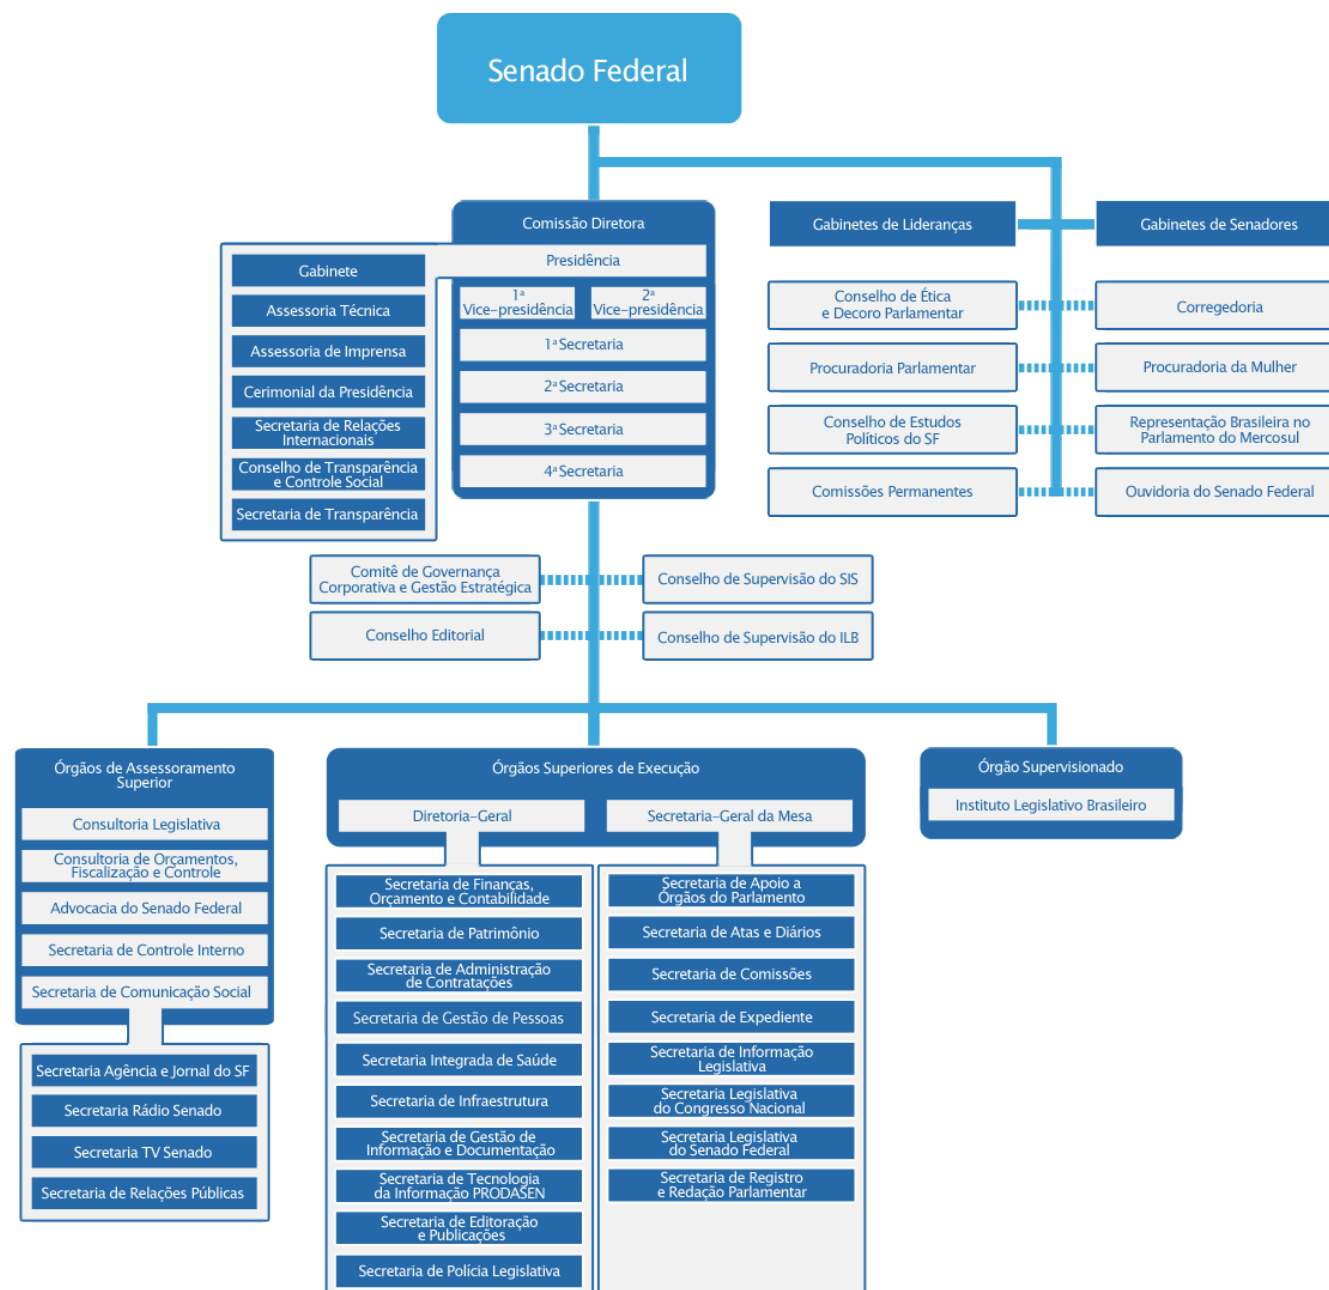 Senado Federal
Comissão Diretora
Presidência
1ª
Vice-presidência
2ª
Vice-presidência
1ª Secretaria
2ª Secretaria
3ª Secretaria
4ª Secretaria
Gabinete
Assessoria Técnica
Assessoria de Imprensa
Cerimonial da Presidência
Secretaria de Relações
Internacionais
Conselho de Transparência
e Controle Social
Secretaria de Transparência
Gabinetes de Lideranças
Gabinetes de Senadores
Conselho de Ética
e Decoro Parlamentar
Corregedoria
Procuradoria Parlamentar
Procuradoria da Mulher
Conselho de Estudos
Políticos do SF
Representação Brasileira no
Parlamento do Mercosul
Comissões Permanentes
Ouvidoria do Senado Federal
Comitê de Governança
Corporativa e Gestão Estratégica
Conselho de Supervisão do SIS
Conselho Editorial
Conselho de Supervisão do ILB
Órgãos de Assessoramento
Superior
Consultoria Legislativa
Consultoria de Orçamentos,
Fiscalização e Controle
Advocacia do Senado Federal
Secretaria de Controle Interno
Secretaria de Comunicação Social
Secretaria Agência e Jornal do SF
Secretaria Rádio Senado
Secretaria TV Senado
Secretaria de Relações Públicas
Órgãos Superiores de Execução
Diretoria-Geral
Secretaria-Geral da Mesa
Secretaria de Finanças,
Orçamento e Contabilidade
Secretaria de Patrimônio
Secretaria de Administração
de Contratações
Secretaria de Gestão de Pessoas
Secretaria Integrada de Saúde
Secretaria de Infraestrutura
Secretaria de Gestão de
Informação e Documentação
Secretaria de Tecnologia
da Informação PRODASEN
Secretaria de Editoração
e Publicações
Secretaria de Polícia Legislativa
Secretaria de Apoio a
Órgãos do Parlamento
Secretaria de Atas e Diários
Secretaria de Comissões
Secretaria de Expediente
Secretaria de Informação
Legislativa
Secretaria Legislativa
do Congresso Nacional
Secretaria Legislativa
do Senado Federal
Secretaria de Registro
e Redação Parlamentar
Órgão Supervisionado
Instituto Legislativo Brasileiro